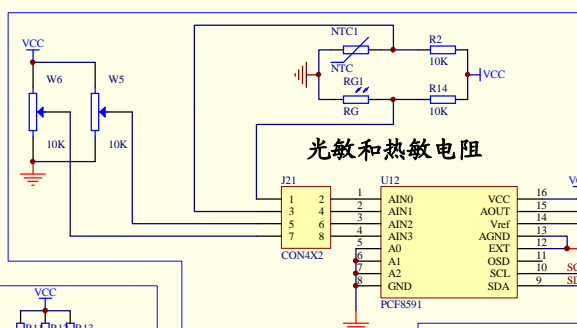 NTC1
R2
VCC
10K
NTC
VCC
W6
W5
RG1
R14
10K
10K
RG
10K
光敏和热敏电阻
J21
U12
1 2
3 4
5 6
7 8
CON4X2
1 AIN0 VCC 16
2 AIN1 AOUT 15
3 AIN2 Vref 14
4 AIN3 AGND 13
5 A0 EXT 12
6 A1 OSD 11
7 A2 SCL 10
8 GND SDA 9
PCF8591
VCC